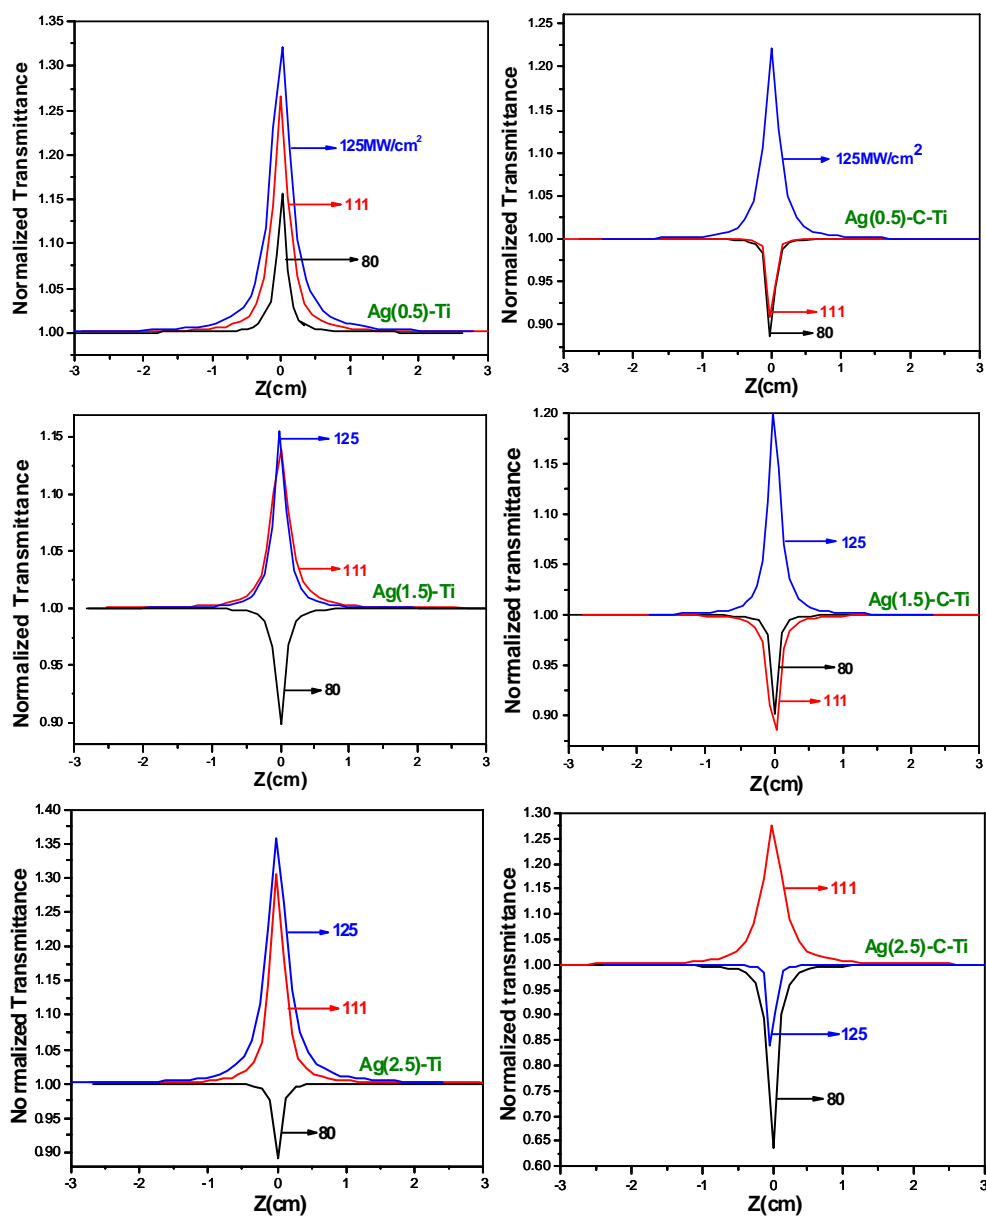 1.35
1.30
1.25
1.20
1.15
1.10
1.05
1.00
Normalized Transmittance
125MW/cm2
111
80
Ag(0.5)-Ti
-3 -2 -1 0 1 2 3
Z(cm)
1.25
1.20
1.15
1.10
1.05
1.00
0.95
0.90
Normalized Transmittance
125MW/cm2
Ag(0.5)-C-Ti
111
80
-3 -2 -1 0 1 2 3
Z(cm)
1.15
1.10
1.05
1.00
0.95
0.90
Normalized Transmittance
125
111
Ag(1.5)-Ti
80
-3 -2 -1 0 1 2 3
Z(cm)
1.20
1.15
1.10
1.05
1.00
0.95
0.90
Normalized transmittance
125
Ag(1.5)-C-Ti
80
111
-3 -2 -1 0 1 2 3
Z(cm)
1.40
1.35
1.30
1.25
1.20
1.15
1.10
1.05
1.00
0.95
0.90
Normalized Transmittance
125
111
Ag(2.5)-Ti
80
-3 -2 -1 0 1 2 3
Z(cm)
1.30
1.25
1.20
1.15
1.10
1.05
1.00
0.95
0.90
0.85
0.80
0.75
0.70
0.65
0.60
Normalized transmittance
111
Ag(2.5)-C-Ti
125
80
-3 -2 -1 0 1 2 3
Z(cm)